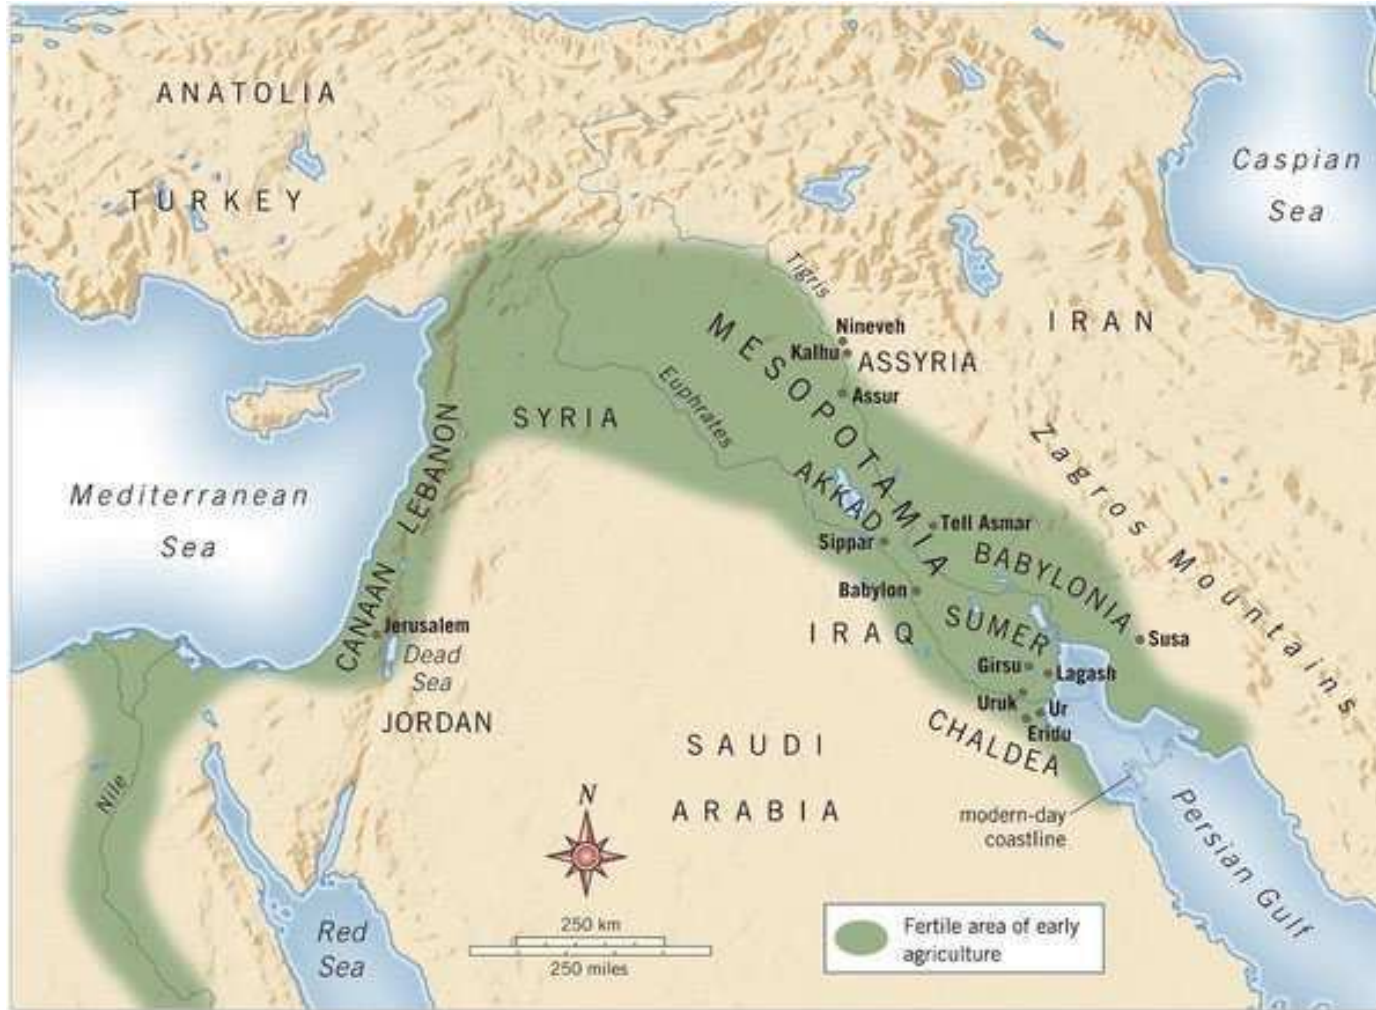 ANATOLIA
TURKEY
Caspian
Sea
Tigris
IRAN
Nineveh
Kalhu
ASSYRIA
MESOPOTAMIA
Assur
Euphrates
SYRIA
Zagros Mountains
LEBANON
Mediterranean
Sea
AKKAD
Tell Asmar
Sippar
BABYLONIA
Babylon
SUMER
IRAQ
CANAAN
Jerusalem
Susa
Dead
Sea
Girsu
Lagash
Uruk
Ur
Eridu
JORDAN
CHALDEA
SAUDI
ARABIA
Nile
N
modern-day
coastline
Persian Gulf
Red
Sea
250 km
250 miles
Fertile area of early
agriculture